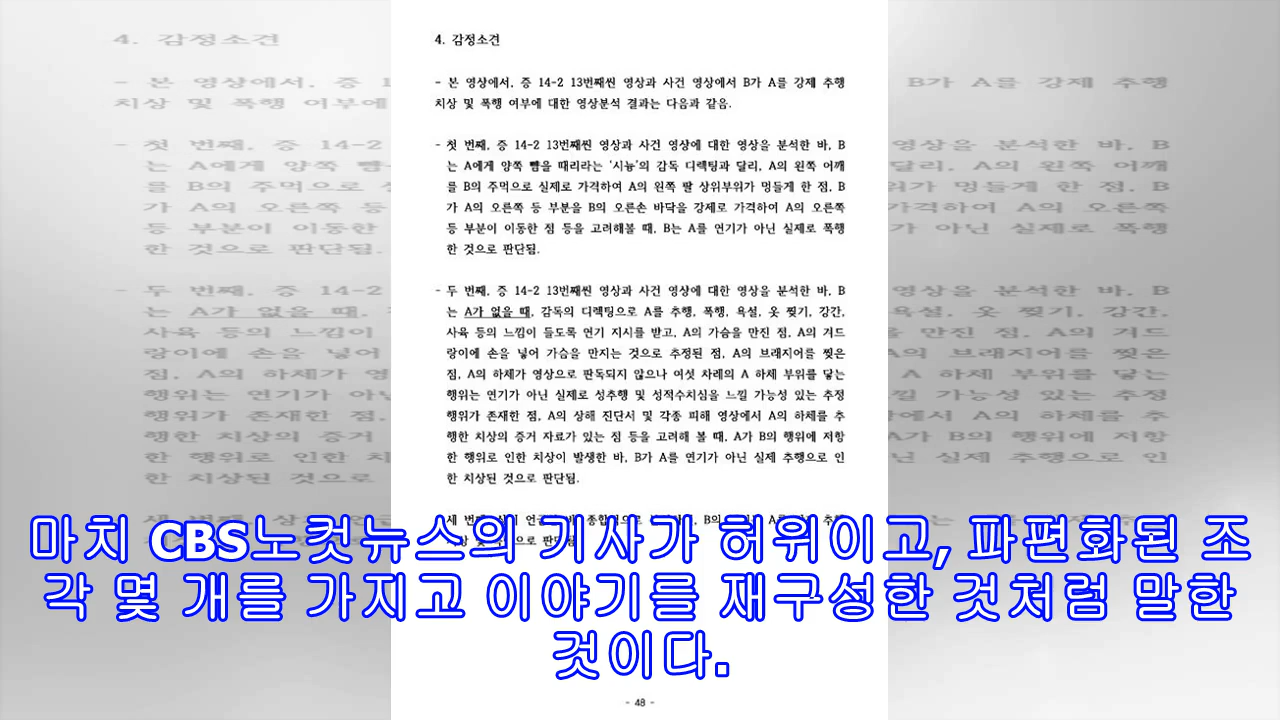 4. 감정소견
- 본 영상에서, 증 14-2 13번째씬 영상과 사건 영상에서 B가 A를 강제 추행
치상 및 폭행 여부에 대한 영상분석 결과는 다음과 같음.
- 첫 번째, 증 14-2 13번째씬 영상과 사건 영상에 대한 영상을 분석한 바, B
는 A에게 양쪽 뺨을 때리라는 '시늉'의 감독 디렉팅과 달리, A의 왼쪽 어깨
를 B의 주먹으로 실제로 가격하여 A의 왼쪽 팔 상위부위가 멍들게 한 점, B
가 A의 오른쪽 등 부분을 B의 오른손 바닥을 강제로 가격하여 A의 오른쪽
등 부분이 이동한 점 등을 고려해볼 때, B는 A를 연기가 아닌 실제로 폭행
한 것으로 판단됨.
- 두 번째, 증 14-2 13번째씬 영상과 사건 영상에 대한 영상을 분석한 바, B
는 A가 없을 때, 감독의 디렉팅으로 A를 추행, 폭행, 욕설, 옷 찢기, 강간,
사육 등의 느낌이 들도록 연기 지시를 받고, A의 가슴을 만진 점, A의 겨드
랑이에 손을 넣어 가슴을 만지는 것으로 추정된 점, A의 브래지어를 찢은
점, A의 하체가 영상으로 판독되지 않으나 여섯 차례의 A 하체 부위를 닿는
행위는 연기가 아닌 실제로 성추행 및 성적수치심을 느낄 가능성 있는 추정
행위가 존재한 점, A의 상해 진단서 및 각종 피해 영상에서 A의 하체를 추
행한 치상의 증거 자료가 있는 점 등을 고려해 볼 때, A가 B의 행위에 저항
한 행위로 인한 치상이 발생한 바, B가 A를 연기가 아닌 실제 추행으로 인
한 치상된 것으로 판단됨.
마치 CBS노컷뉴스의 기사가 허위이고, 파편화된 조
각 몇 개를 가지고 이야기를 재구성한 것처럼 말한
것이다.
- 48 -